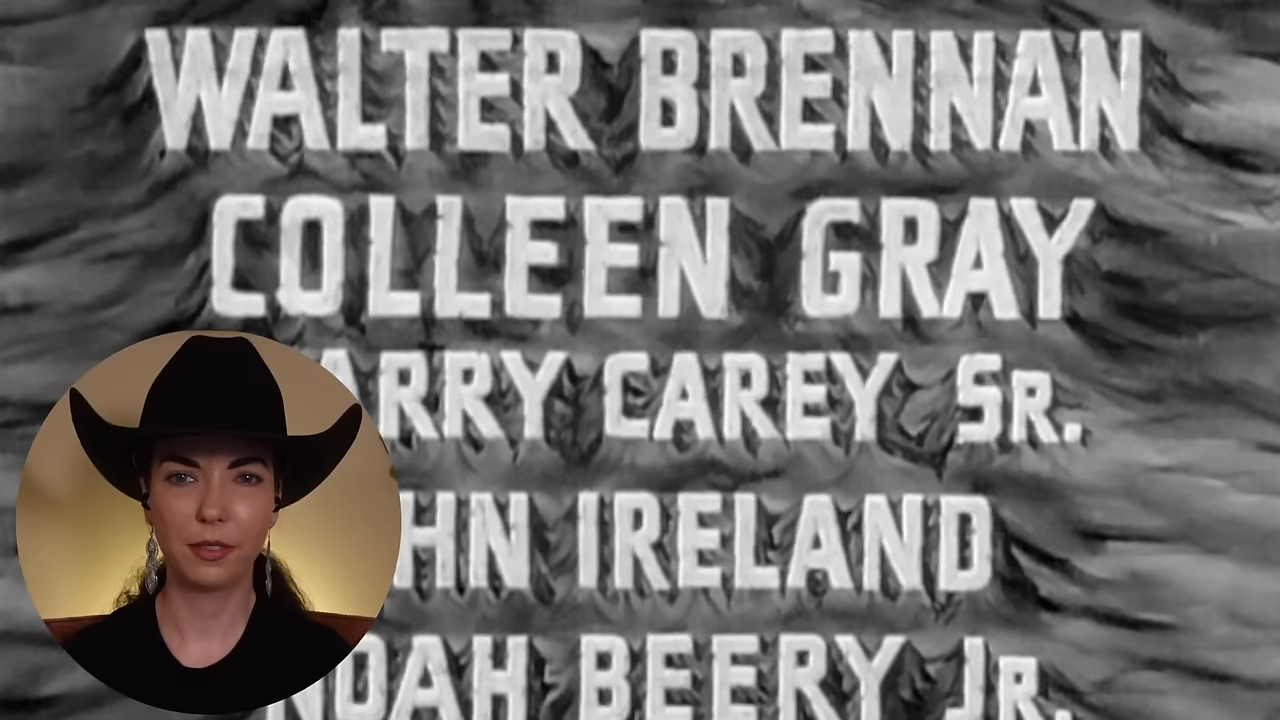 WALTER BRENNAN
COLLEEN GRAY
ARRY CAREY SR.
HN IRELAND
NOAH BEERY JR.